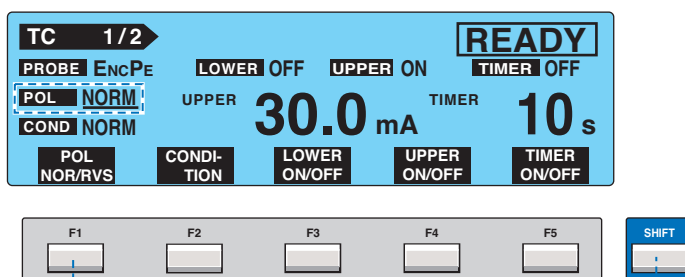 TC 1/2 READY
PROBE ENCPE LOWER OFF UPPER ON TIMER OFF
POL NORM UPPER 30.0 mA TIMER 10 s
COND NORM
POL NOR/RVS
CONDI-TION
LOWER ON/OFF
UPPER ON/OFF
TIMER ON/OFF
F1 F2 F3 F4 F5 SHIFT